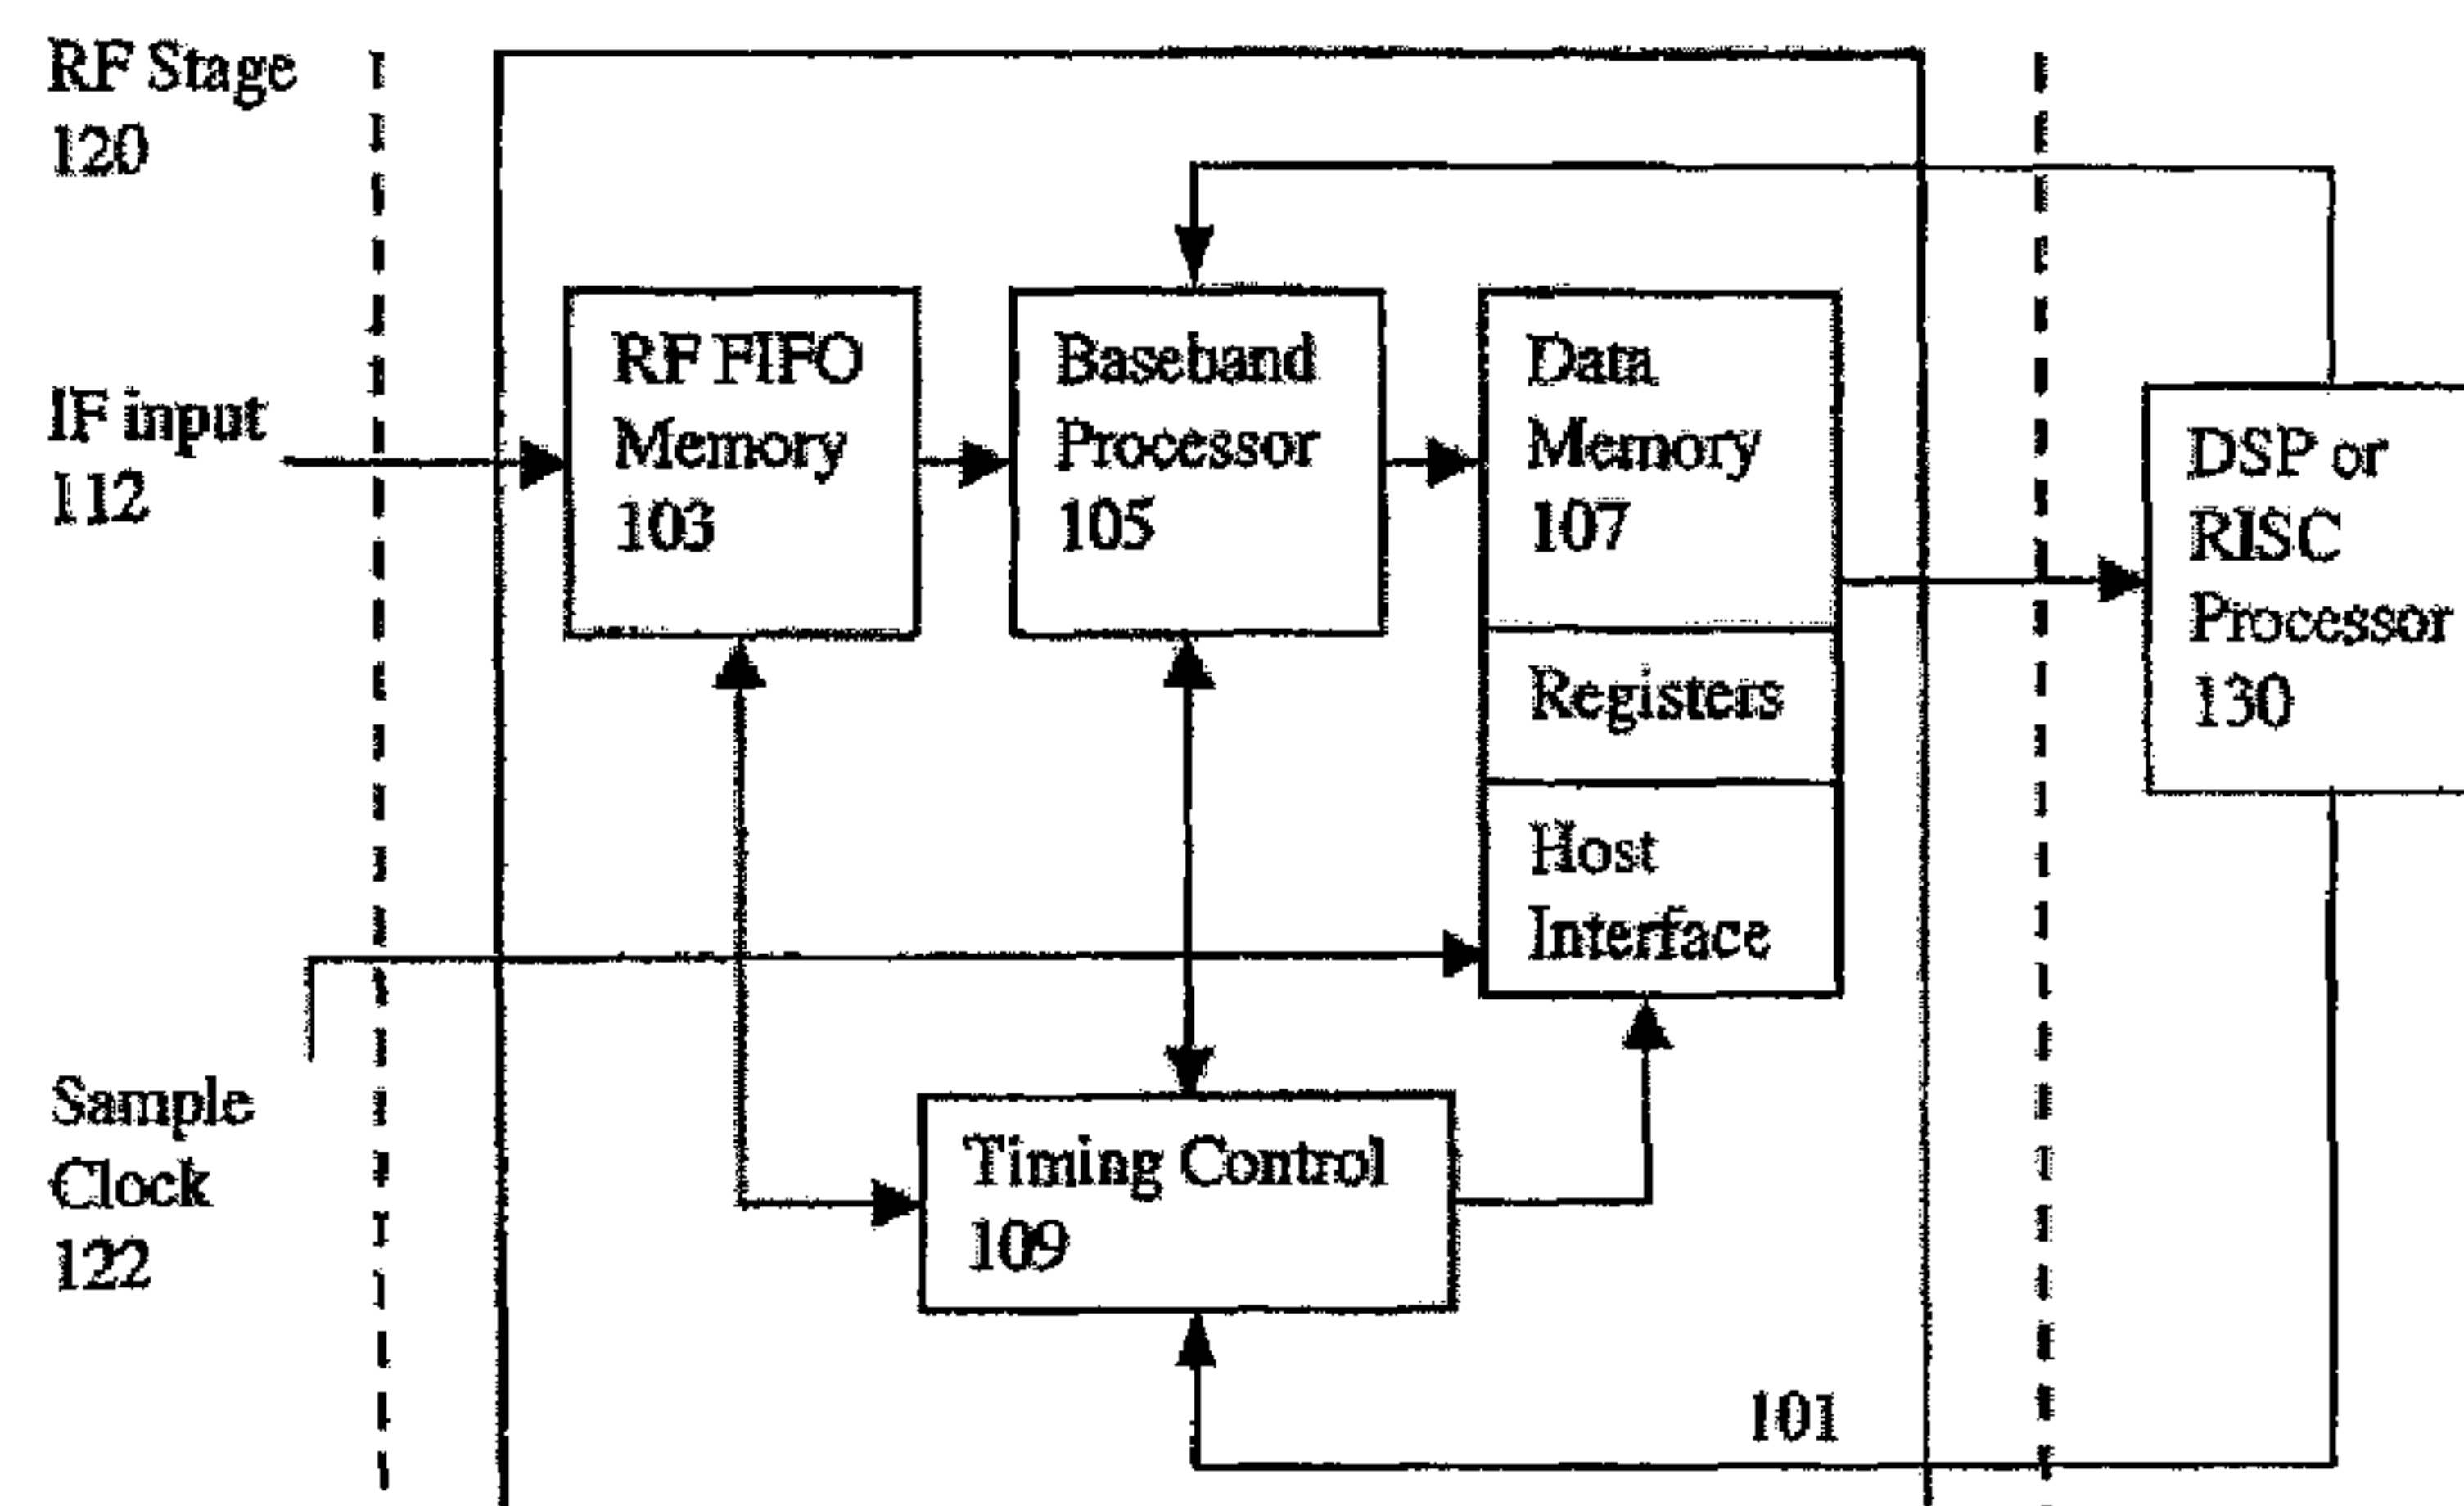 RF Stage
120
IF input
112
Sample
Clock
122
RF FIFO
Memory
103
Baseband
Processor
105
Data
Memory
107
Registers
Host
Interface
Timing Control
109
101
DSP or
RISC
Processor
130